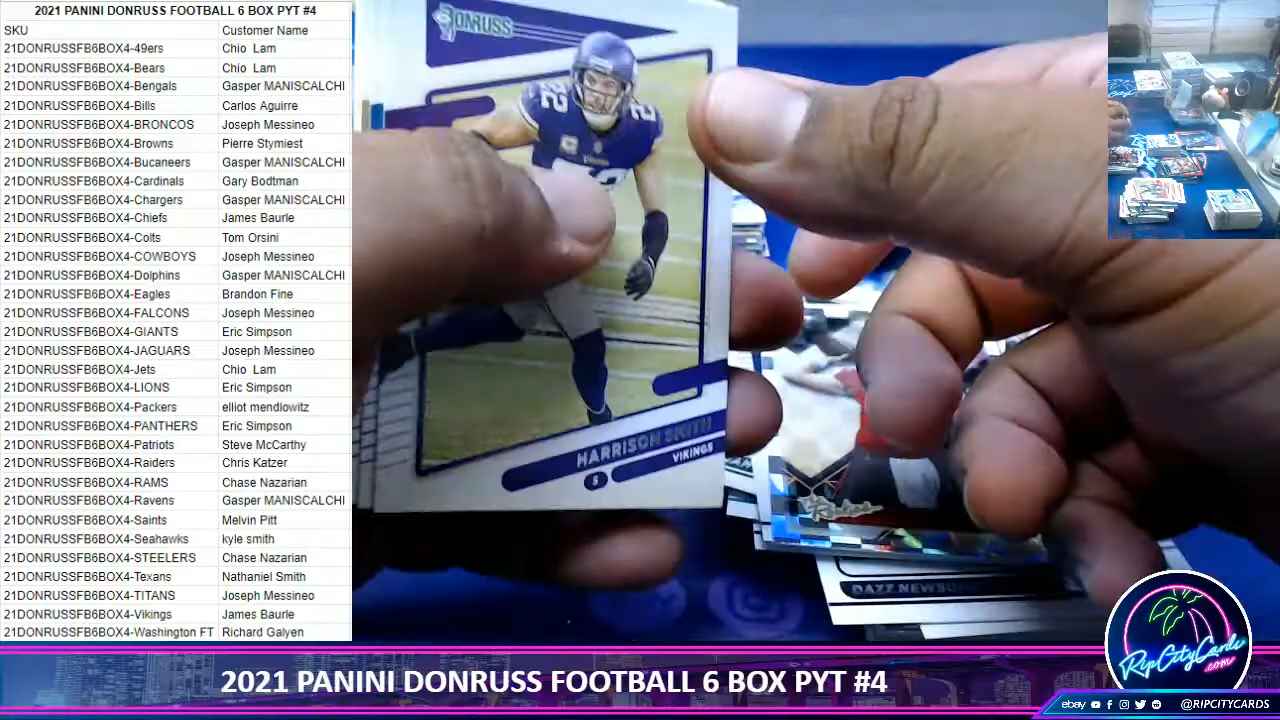 2021 PANINI DONRUSS FOOTBALL 6 BOX PYT #4
SKU Customer Name
21DONRUSSFB6BOX4-49ers Chio Lam
21DONRUSSFB6BOX4-Bears Chio Lam
21DONRUSSFB6BOX4-Bengals Gasper MANISCALCHI
21DONRUSSFB6BOX4-Bills Carlos Aguirre
21DONRUSSFB6BOX4-BRONCOS Joseph Messineo
21DONRUSSFB6BOX4-Browns Pierre Stymiest
21DONRUSSFB6BOX4-Bucaneers Gasper MANISCALCHI
21DONRUSSFB6BOX4-Cardinals Gary Bodtman
21DONRUSSFB6BOX4-Chargers Gasper MANISCALCHI
21DONRUSSFB6BOX4-Chiefs James Baurle
21DONRUSSFB6BOX4-Colts Tom Orsini
21DONRUSSFB6BOX4-COWBOYS Joseph Messineo
21DONRUSSFB6BOX4-Dolphins Gasper MANISCALCHI
21DONRUSSFB6BOX4-Eagles Brandon Fine
21DONRUSSFB6BOX4-FALCONS Joseph Messineo
21DONRUSSFB6BOX4-GIANTS Eric Simpson
21DONRUSSFB6BOX4-JAGUARS Joseph Messineo
21DONRUSSFB6BOX4-Jets Chio Lam
21DONRUSSFB6BOX4-LIONS Eric Simpson
21DONRUSSFB6BOX4-Packers elliot mendlowitz
21DONRUSSFB6BOX4-PANTHERS Eric Simpson
21DONRUSSFB6BOX4-Patriots Steve McCarthy
21DONRUSSFB6BOX4-Raiders Chris Katzer
21DONRUSSFB6BOX4-RAMS Chase Nazarian
21DONRUSSFB6BOX4-Ravens Gasper MANISCALCHI
21DONRUSSFB6BOX4-Saints Melvin Pitt
21DONRUSSFB6BOX4-Seahawks kyle smith
21DONRUSSFB6BOX4-STEELERS Chase Nazarian
21DONRUSSFB6BOX4-Texans Nathaniel Smith
21DONRUSSFB6BOX4-TITANS Joseph Messineo
21DONRUSSFB6BOX4-Vikings James Baurle
21DONRUSSFB6BOX4-Washington FT Richard Galyen
DONRUSS
22 22
HARRISON SMITH
S VIKINGS
DAZZ NEWSO
RipCityCards
.com
2021 PANINI DONRUSS FOOTBALL 6 BOX PYT #4
ebay @RIPCITYCARDS